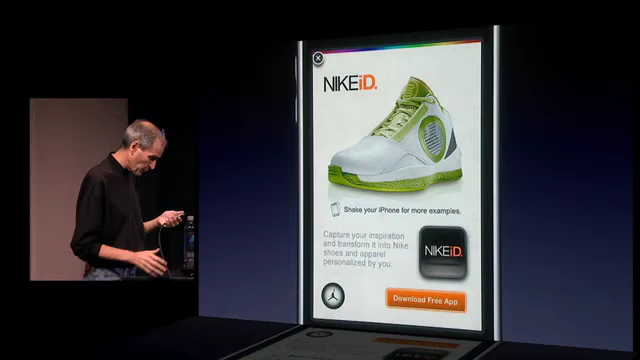 NIKEiD.
Shake your iPhone for more examples.
Capture your inspiration
and transform it into Nike
shoes and apparel
personalized by you.
NIKEiD.
Download Free App